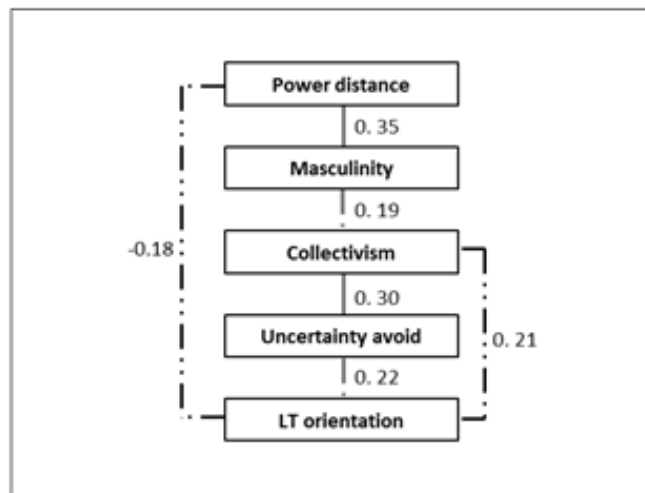 Power distance
0. 35
Masculinity
0. 19
-0.18
Collectivism
0. 30
Uncertainty avoid
0. 21
0. 22
LT orientation